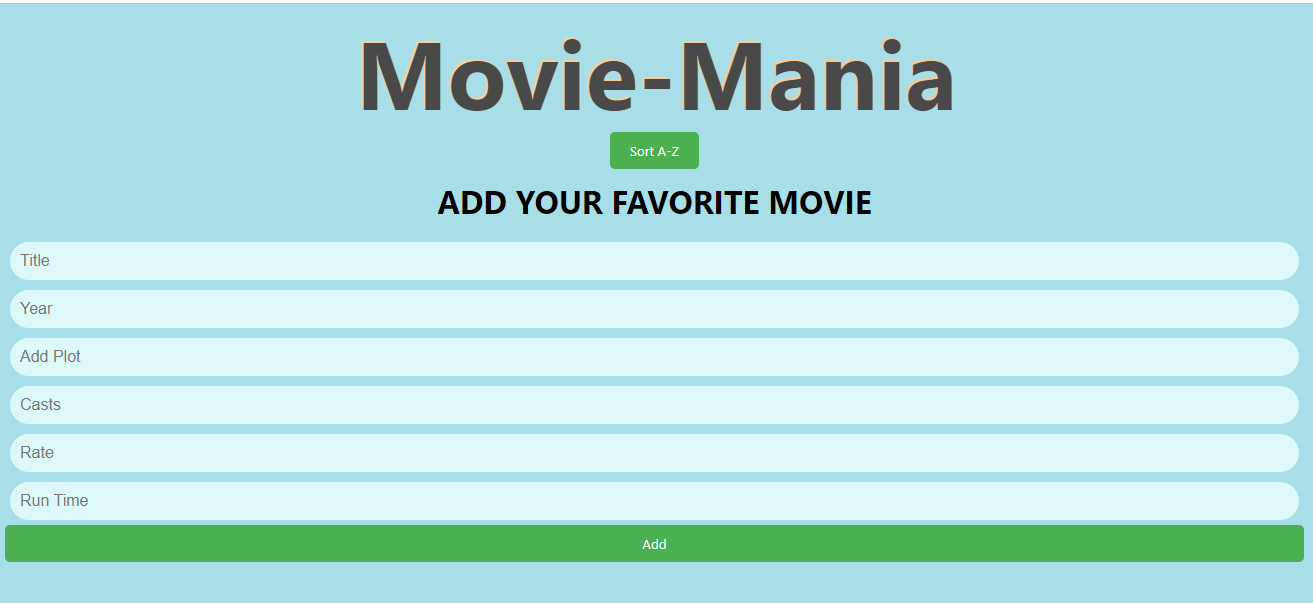 Movie-Mania
Sort A-Z
ADD YOUR FAVORITE MOVIE
Title
Year
Add Plot
Casts
Rate
Run Time
Add